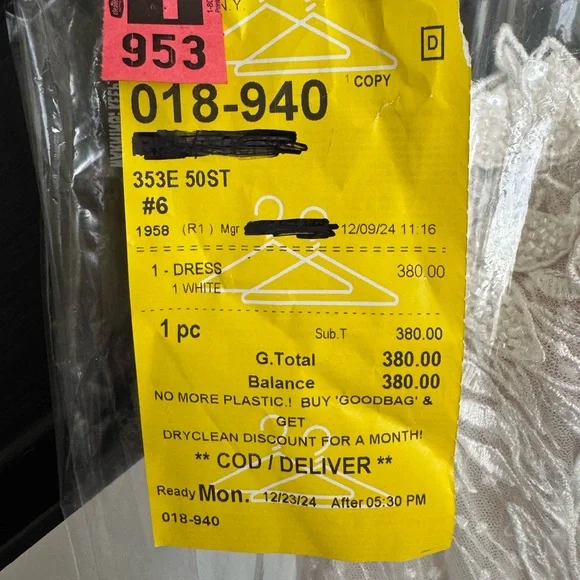 Z. Y.
D
953
1 COPY
018-940
353E 50ST
#6
1958 (R1) Mgr 12/09/24 11:16
1 - DRESS 380.00
1 WHITE
1 pc Sub.T 380.00
G.Total 380.00
Balance 380.00
NO MORE PLASTIC.! BUY 'GOODBAG' &
GET
DRYCLEAN DISCOUNT FOR A MONTH!
** COD / DELIVER **
Ready Mon. 12/23/24 After 05:30 PM
018-940